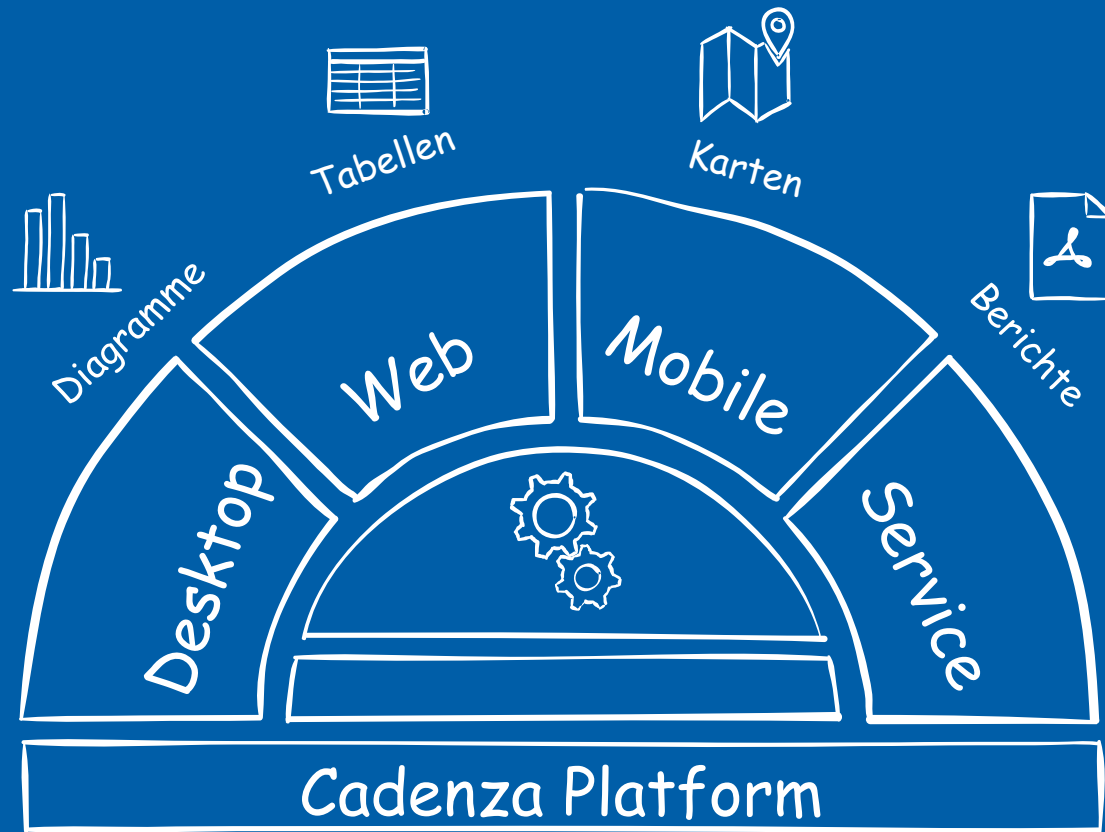 Tabellen
Karten
Diagramme
Berichte
Web
Mobile
Desktop
Service
Cadenza Platform